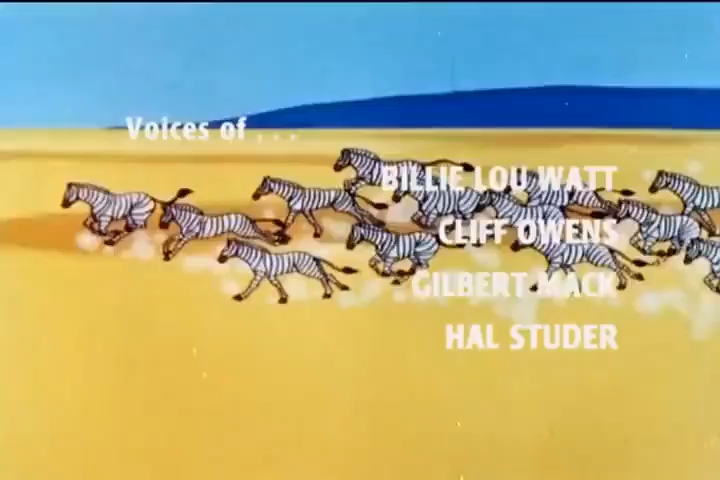 Voices of . . .
BILLIE LOU WATT
CLIFF OWENS
GILBERT MACK
HAL STUDER